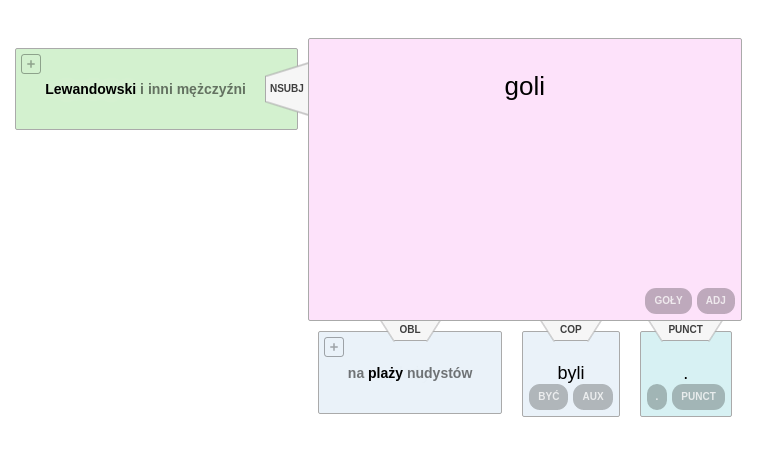 +
Lewandowski i inni mężczyźni
NSUBJ
goli
GOŁY ADJ
OBL COP PUNCT
+
na plaży nudystów
byli
BYĆ AUX
.
. PUNCT